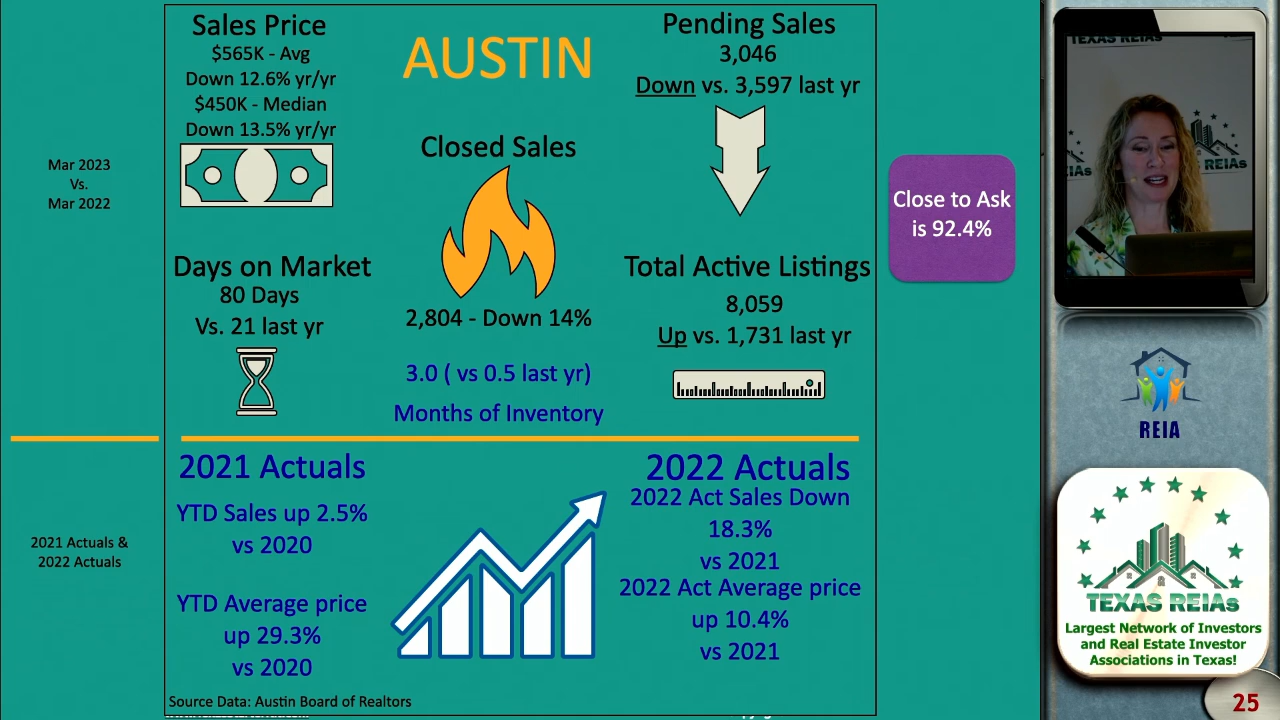 Sales Price
$565K - Avg
Down 12.6% yr/yr
$450K - Median
Down 13.5% yr/yr
AUSTIN
Pending Sales
3,046
Down vs. 3,597 last yr
Mar 2023
Vs.
Mar 2022
Closed Sales
2,804 - Down 14%
3.0 ( vs 0.5 last yr)
Months of Inventory
Days on Market
80 Days
Vs. 21 last yr
Total Active Listings
8,059
Up vs. 1,731 last yr
Close to Ask
is 92.4%
2021 Actuals &
2022 Actuals
2021 Actuals
YTD Sales up 2.5%
vs 2020
YTD Average price
up 29.3%
vs 2020
2022 Actuals
2022 Act Sales Down
18.3%
vs 2021
2022 Act Average price
up 10.4%
vs 2021
Source Data: Austin Board of Realtors
TEXAS REIAs
REIAs
REIA
TEXAS REIAs
Largest Network of Investors
and Real Estate Investor
Associations in Texas!
25